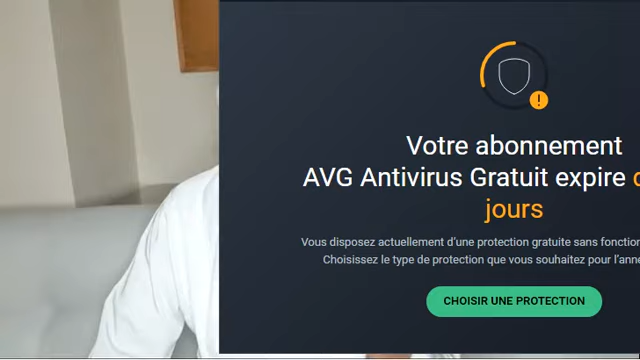 Votre abonnement
AVG Antivirus Gratuit expire
jours
Vous disposez actuellement d'une protection gratuite sans
Choisissez le type de protection que vous souhaitez pour
CHOISIR UNE PROTECTION